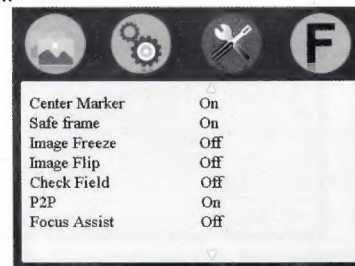 F
Center Marker On
Safe frame On
Image Freeze Off
Image Flip Off
Check Field Off
P2P On
Focus Assist Off